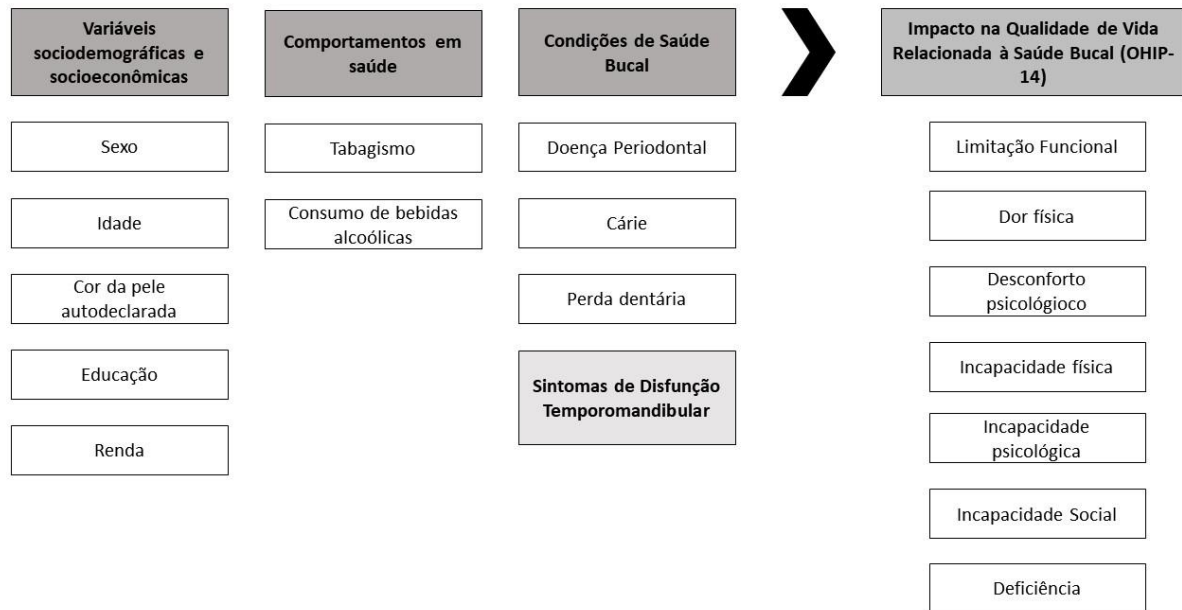 Variáveis
sociodemográficas e
socioeconômicas
Sexo
Idade
Cor da pele
autodeclarada
Educação
Renda
Comportamentos em
saúde
Tabagismo
Consumo de bebidas
alcoólicas
Condições de Saúde
Bucal
Doença Periodontal
Cárie
Perda dentária
Sintomas de Disfunção
Temporomandibular
Impacto na Qualidade de Vida
Relacionada à Saúde Bucal (OHIP-
14)
Limitação Funcional
Dor física
Desconforto
psicológioco
Incapacidade física
Incapacidade
psicológica
Incapacidade Social
Deficiência